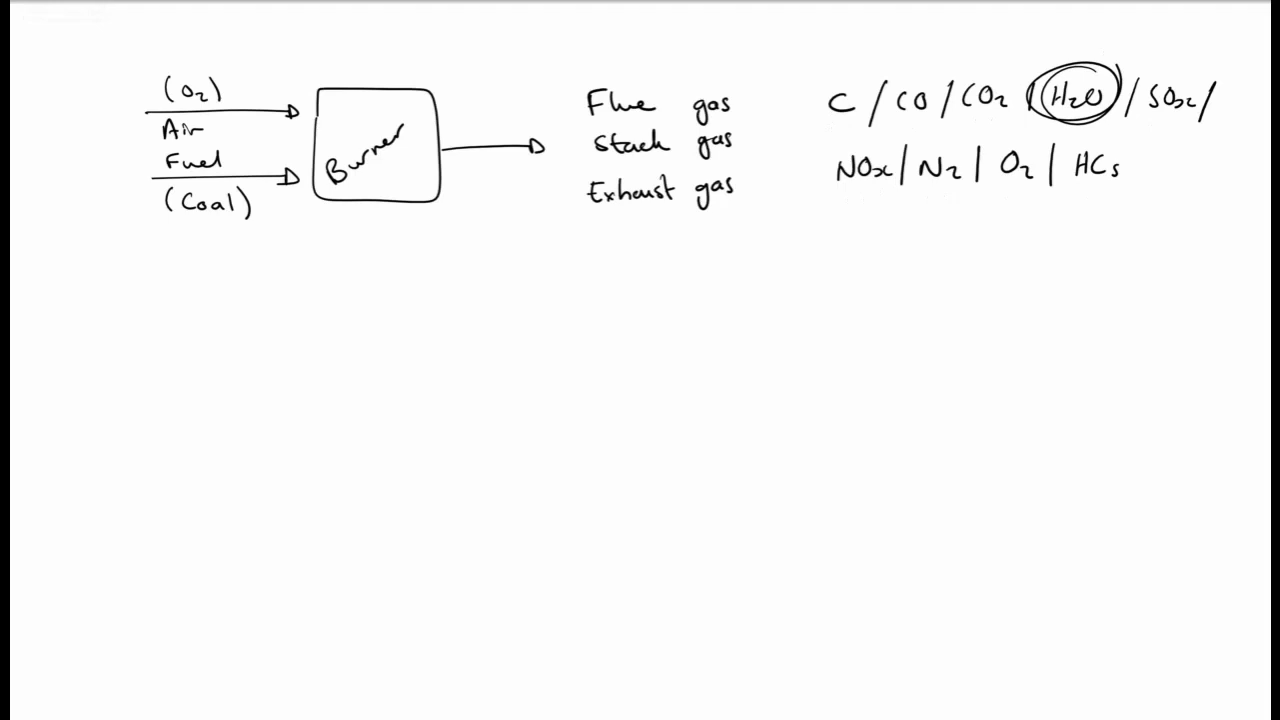 (O2)
Air
Fuel
(Coal)
Burner
Flue gas
Stack gas
Exhaust gas
C / CO / CO2 / H2O / SOx /
NOx | N2 | O2 | HCs